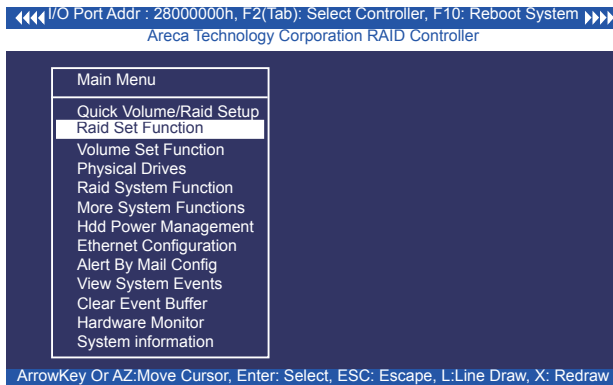 I/O Port Addr : 28000000h, F2(Tab): Select Controller, F10: Reboot System
Areca Technology Corporation RAID Controller
Main Menu
Quick Volume/Raid Setup
Raid Set Function
Volume Set Function
Physical Drives
Raid System Function
More System Functions
Hdd Power Management
Ethernet Configuration
Alert By Mail Config
View System Events
Clear Event Buffer
Hardware Monitor
System information
ArrowKey Or AZ:Move Cursor, Enter: Select, ESC: Escape, L:Line Draw, X: Redraw